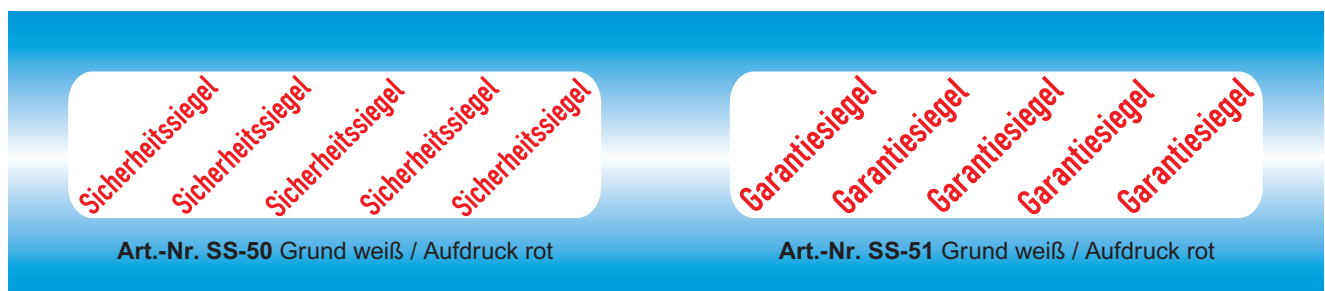 Sicherheitssiegel
Sicherheitssiegel
Sicherheitssiegel
Sicherheitssiegel
Sicherheitssiegel
Art.-Nr. SS-50 Grund weiß / Aufdruck rot
Garantiesiegel
Garantiesiegel
Garantiesiegel
Garantiesiegel
Garantiesiegel
Art.-Nr. SS-51 Grund weiß / Aufdruck rot